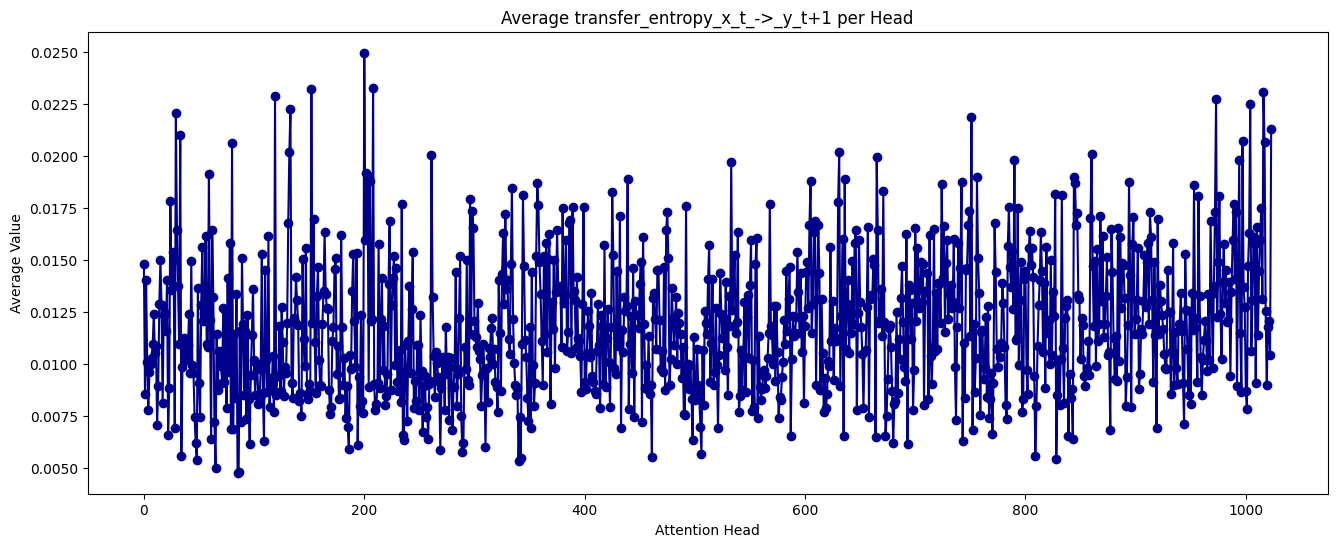 Average transfer_entropy_x_t_->_y_t+1 per Head
0.0250
0.0225
0.0200
0.0175
0.0150
0.0125
0.0100
0.0075
0.0050
Average Value
0 200 400 600 800 1000
Attention Head